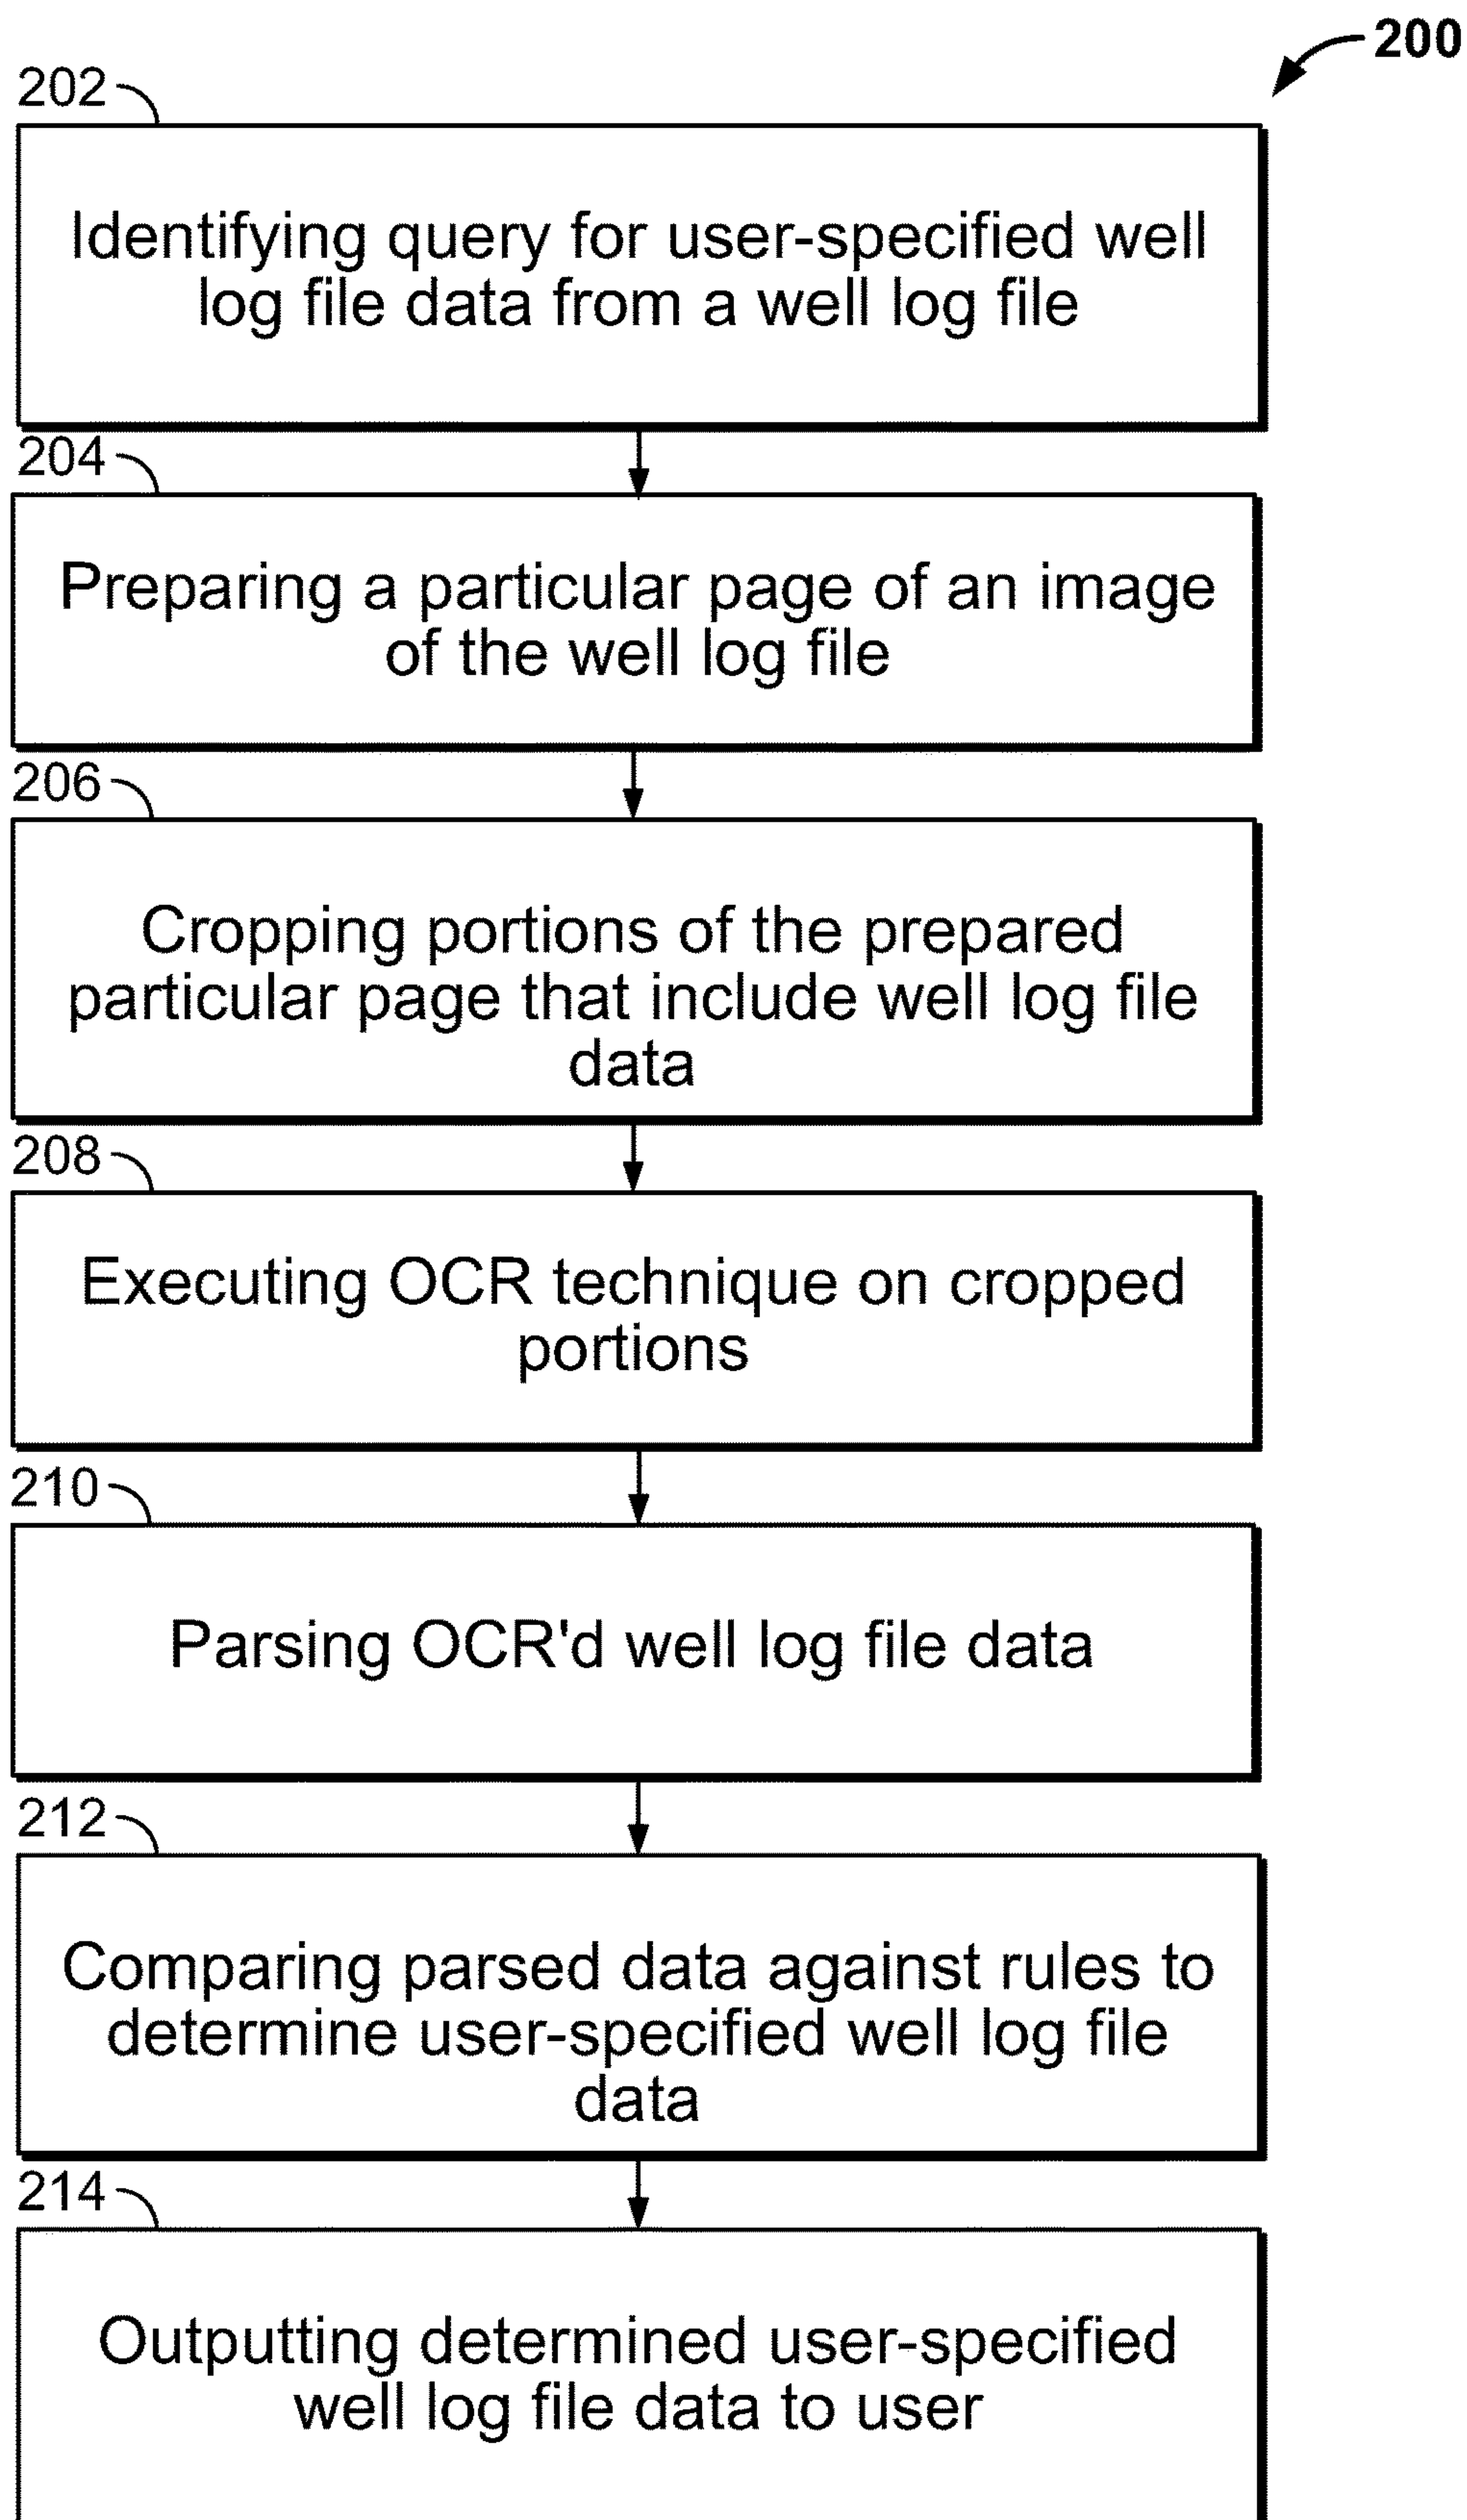 200
202
Identifying query for user-specified well
log file data from a well log file
204
Preparing a particular page of an image
of the well log file
206
Cropping portions of the prepared
particular page that include well log file
data
208
Executing OCR technique on cropped
portions
210
Parsing OCR'd well log file data
212
Comparing parsed data against rules to
determine user-specified well log file
data
214
Outputting determined user-specified
well log file data to user